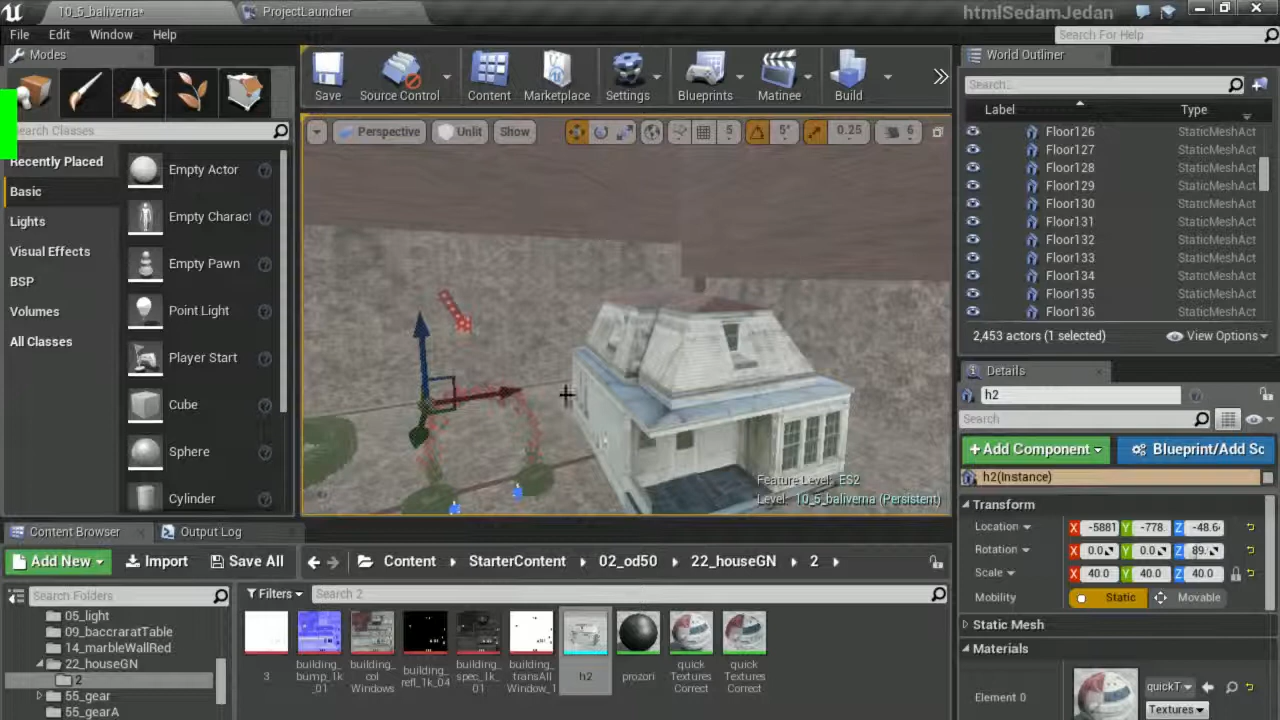 10_5_baliverna*
ProjectLauncher
htmlSedamJedan
File Edit Window Help
Search For Help
Modes
World Outliner
Search...
Label Type
Save Source Control Content Marketplace Settings Blueprints Matinee Build
earch Classes
Perspective Unlit Show 5 5° 0.25 6
Recently Placed
Basic
Lights
Visual Effects
BSP
Volumes
All Classes
Empty Actor
Empty Charact
Empty Pawn
Point Light
Player Start
Cube
Sphere
Cylinder
Floor126 StaticMeshAct
Floor127 StaticMeshAct
Floor128 StaticMeshAct
Floor129 StaticMeshAct
Floor130 StaticMeshAct
Floor131 StaticMeshAct
Floor132 StaticMeshAct
Floor133 StaticMeshAct
Floor134 StaticMeshAct
Floor135 StaticMeshAct
Floor136 StaticMeshAct
2,453 actors (1 selected) View Options
Feature Level: ES2
Level: 10_5_baliverna (Persistent)
Details
h2
Search
+Add Component Blueprint/Add Sc
h2(Instance)
Transform
Location X -5881 Y -778. Z -48.6
Rotation X 0.0 Y 0.0 Z 89.
Scale X 40.0 Y 40.0 Z 40.0
Mobility Static Movable
Static Mesh
Materials
Element 0
quickT
Textures
Content Browser Output Log
Add New Import Save All Content StarterContent 02_od50 22_houseGN 2
Search Folders
Filters Search 2
05_light
09_baccraratTable
14_marbleWallRed
22_houseGN
2
55_gear
55_gearA
3
building_
bump_1k
_01
building_
col
Windows
building_
refl_1k_04
building_
spec_1k_
01
building_
transAll
Window_1
h2
prozori
quick
Textures
Correct
quick
Textures
Correct